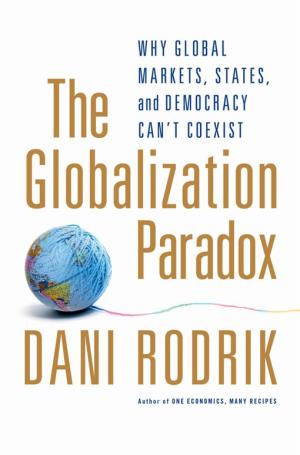 WHY GLOBAL
MARKETS, STATES,
and DEMOCRACY
CAN'T COEXIST
The
Globalization
Paradox
DANI RODRIK
Author of ONE ECONOMICS, MANY RECIPES